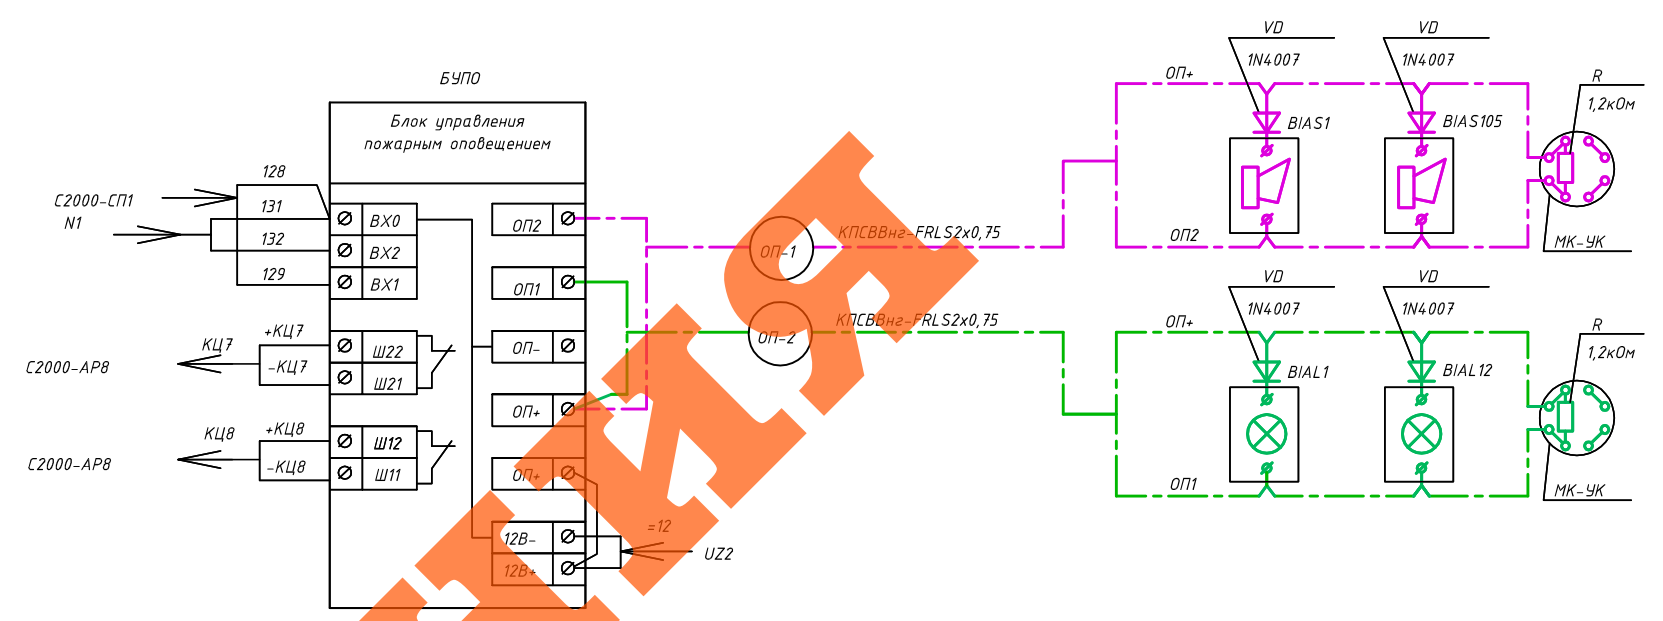 БУПО
Блок управления
пожарным оповещением
С2000-СП1
N1
128
131
132
129
ВХ0
ВХ2
ВХ1
+КЦ7
КЦ7
-КЦ7
С2000-АР8
Ш22
Ш21
+КЦ8
КЦ8
-КЦ8
С2000-АР8
Ш12
Ш11
ОП2
ОП1
ОП-
ОП+
ОП+
12В-
12В+
=12
UZ2
ОП-1
КПСВВнг-FRLS2х0,75
ОП-2
КПСВВнг-FRLS2х0,75
VD
1N4007
VD
1N4007
ОП+
BIAS1
BIAS105
R
1,2кОм
ОП2
МК-УК
VD
1N4007
VD
1N4007
ОП+
BIAL1
BIAL12
R
1,2кОм
ОП1
МК-УК